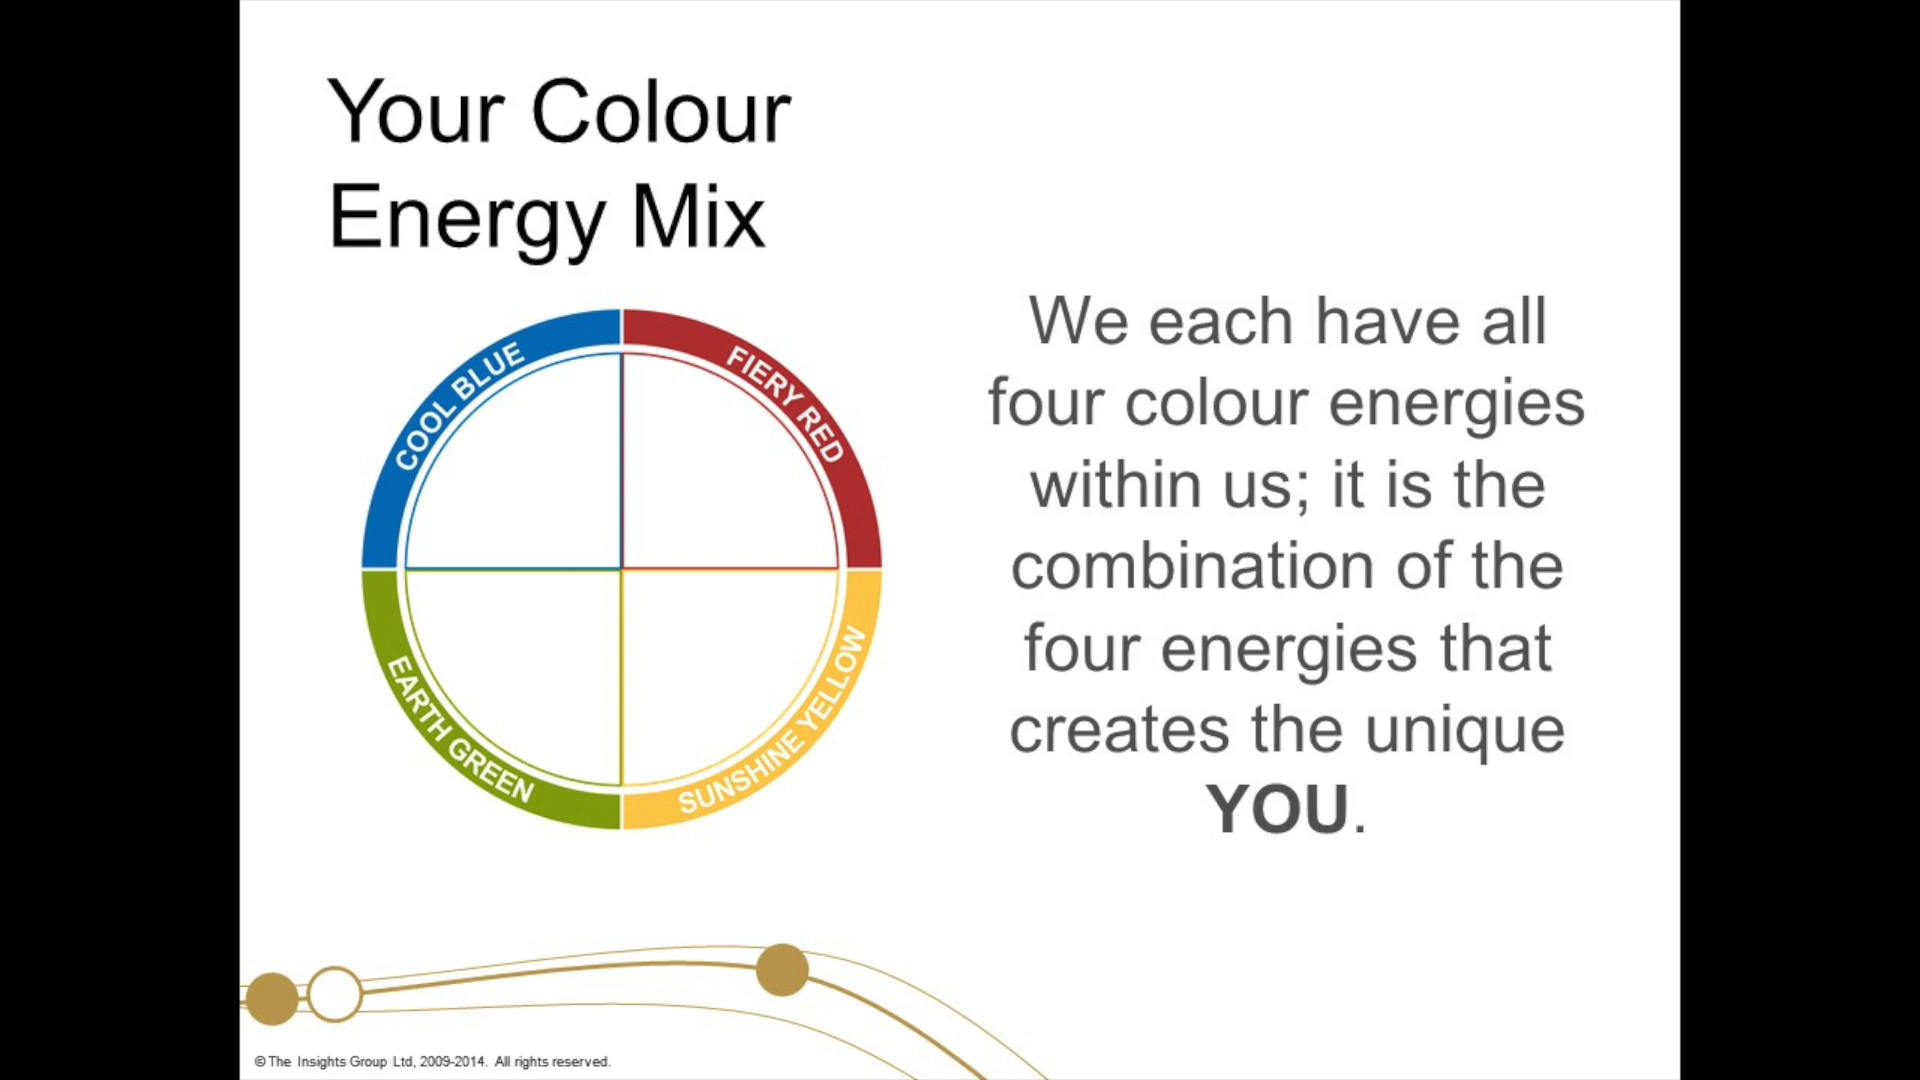 Your Colour
Energy Mix
COOL BLUE
FIERY RED
EARTH GREEN
SUNSHINE YELLOW
We each have all
four colour energies
within us; it is the
combination of the
four energies that
creates the unique
YOU.
© The Insights Group Ltd, 2009-2014. All rights reserved.